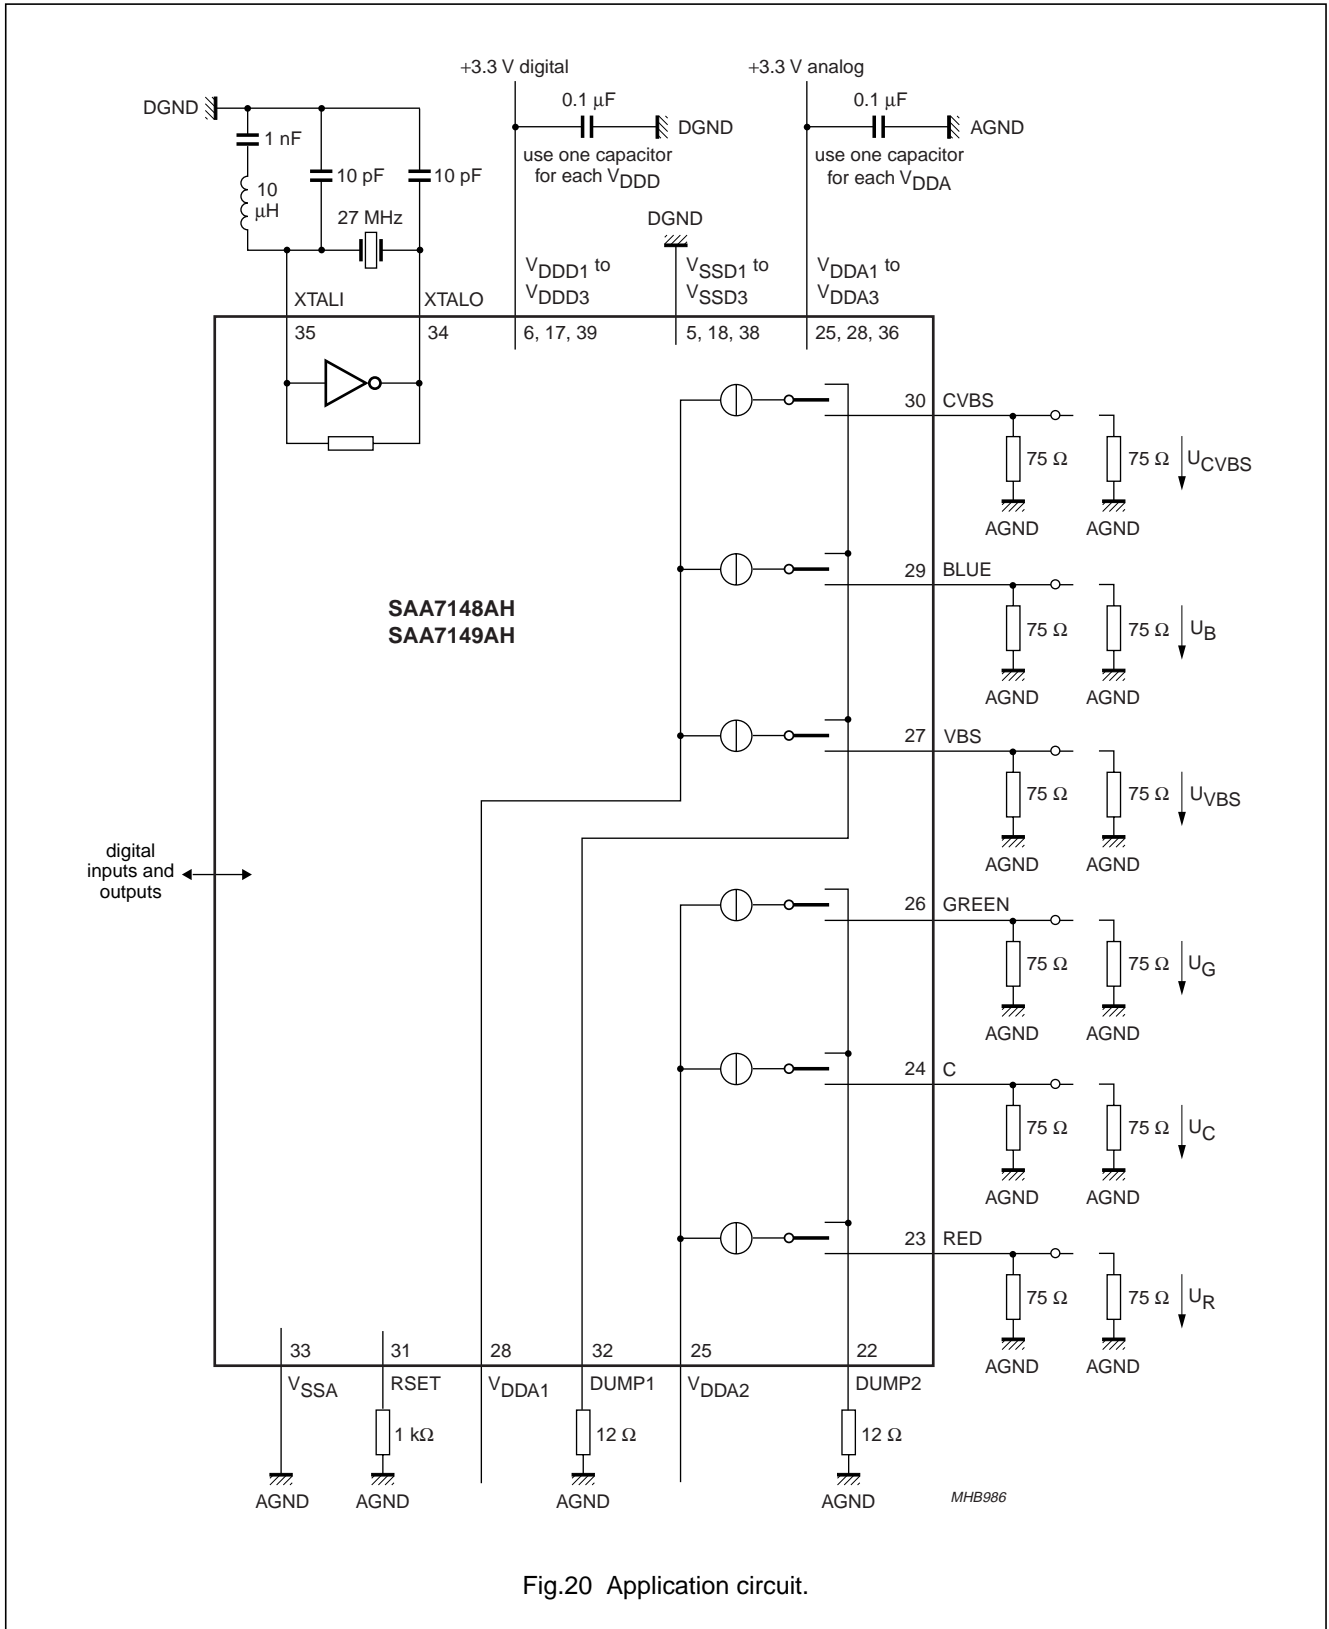 +3.3 V digital
+3.3 V analog
DGND
0.1 μF
DGND
0.1 μF
AGND
1 nF
use one capacitor
for each VDDD
use one capacitor
for each VDDA
10 pF
10 pF
10
μH
27 MHz
DGND
VDDD1 to
VDDD3
VSSD1 to
VSSD3
VDDA1 to
VDDA3
XTALI
XTALO
35
34
6, 17, 39
5, 18, 38
25, 28, 36
30
CVBS
75 Ω
75 Ω
UCVBS
AGND
AGND
29
BLUE
75 Ω
75 Ω
UB
AGND
AGND
SAA7148AH
SAA7149AH
27
VBS
75 Ω
75 Ω
UVBS
AGND
AGND
digital
inputs and
outputs
26
GREEN
75 Ω
75 Ω
UG
AGND
AGND
24
C
75 Ω
75 Ω
UC
AGND
AGND
23
RED
75 Ω
75 Ω
UR
AGND
AGND
33
31
28
32
25
22
VSSA
RSET
VDDA1
DUMP1
VDDA2
DUMP2
1 kΩ
12 Ω
12 Ω
AGND
AGND
AGND
AGND
MHB986
Fig.20 Application circuit.